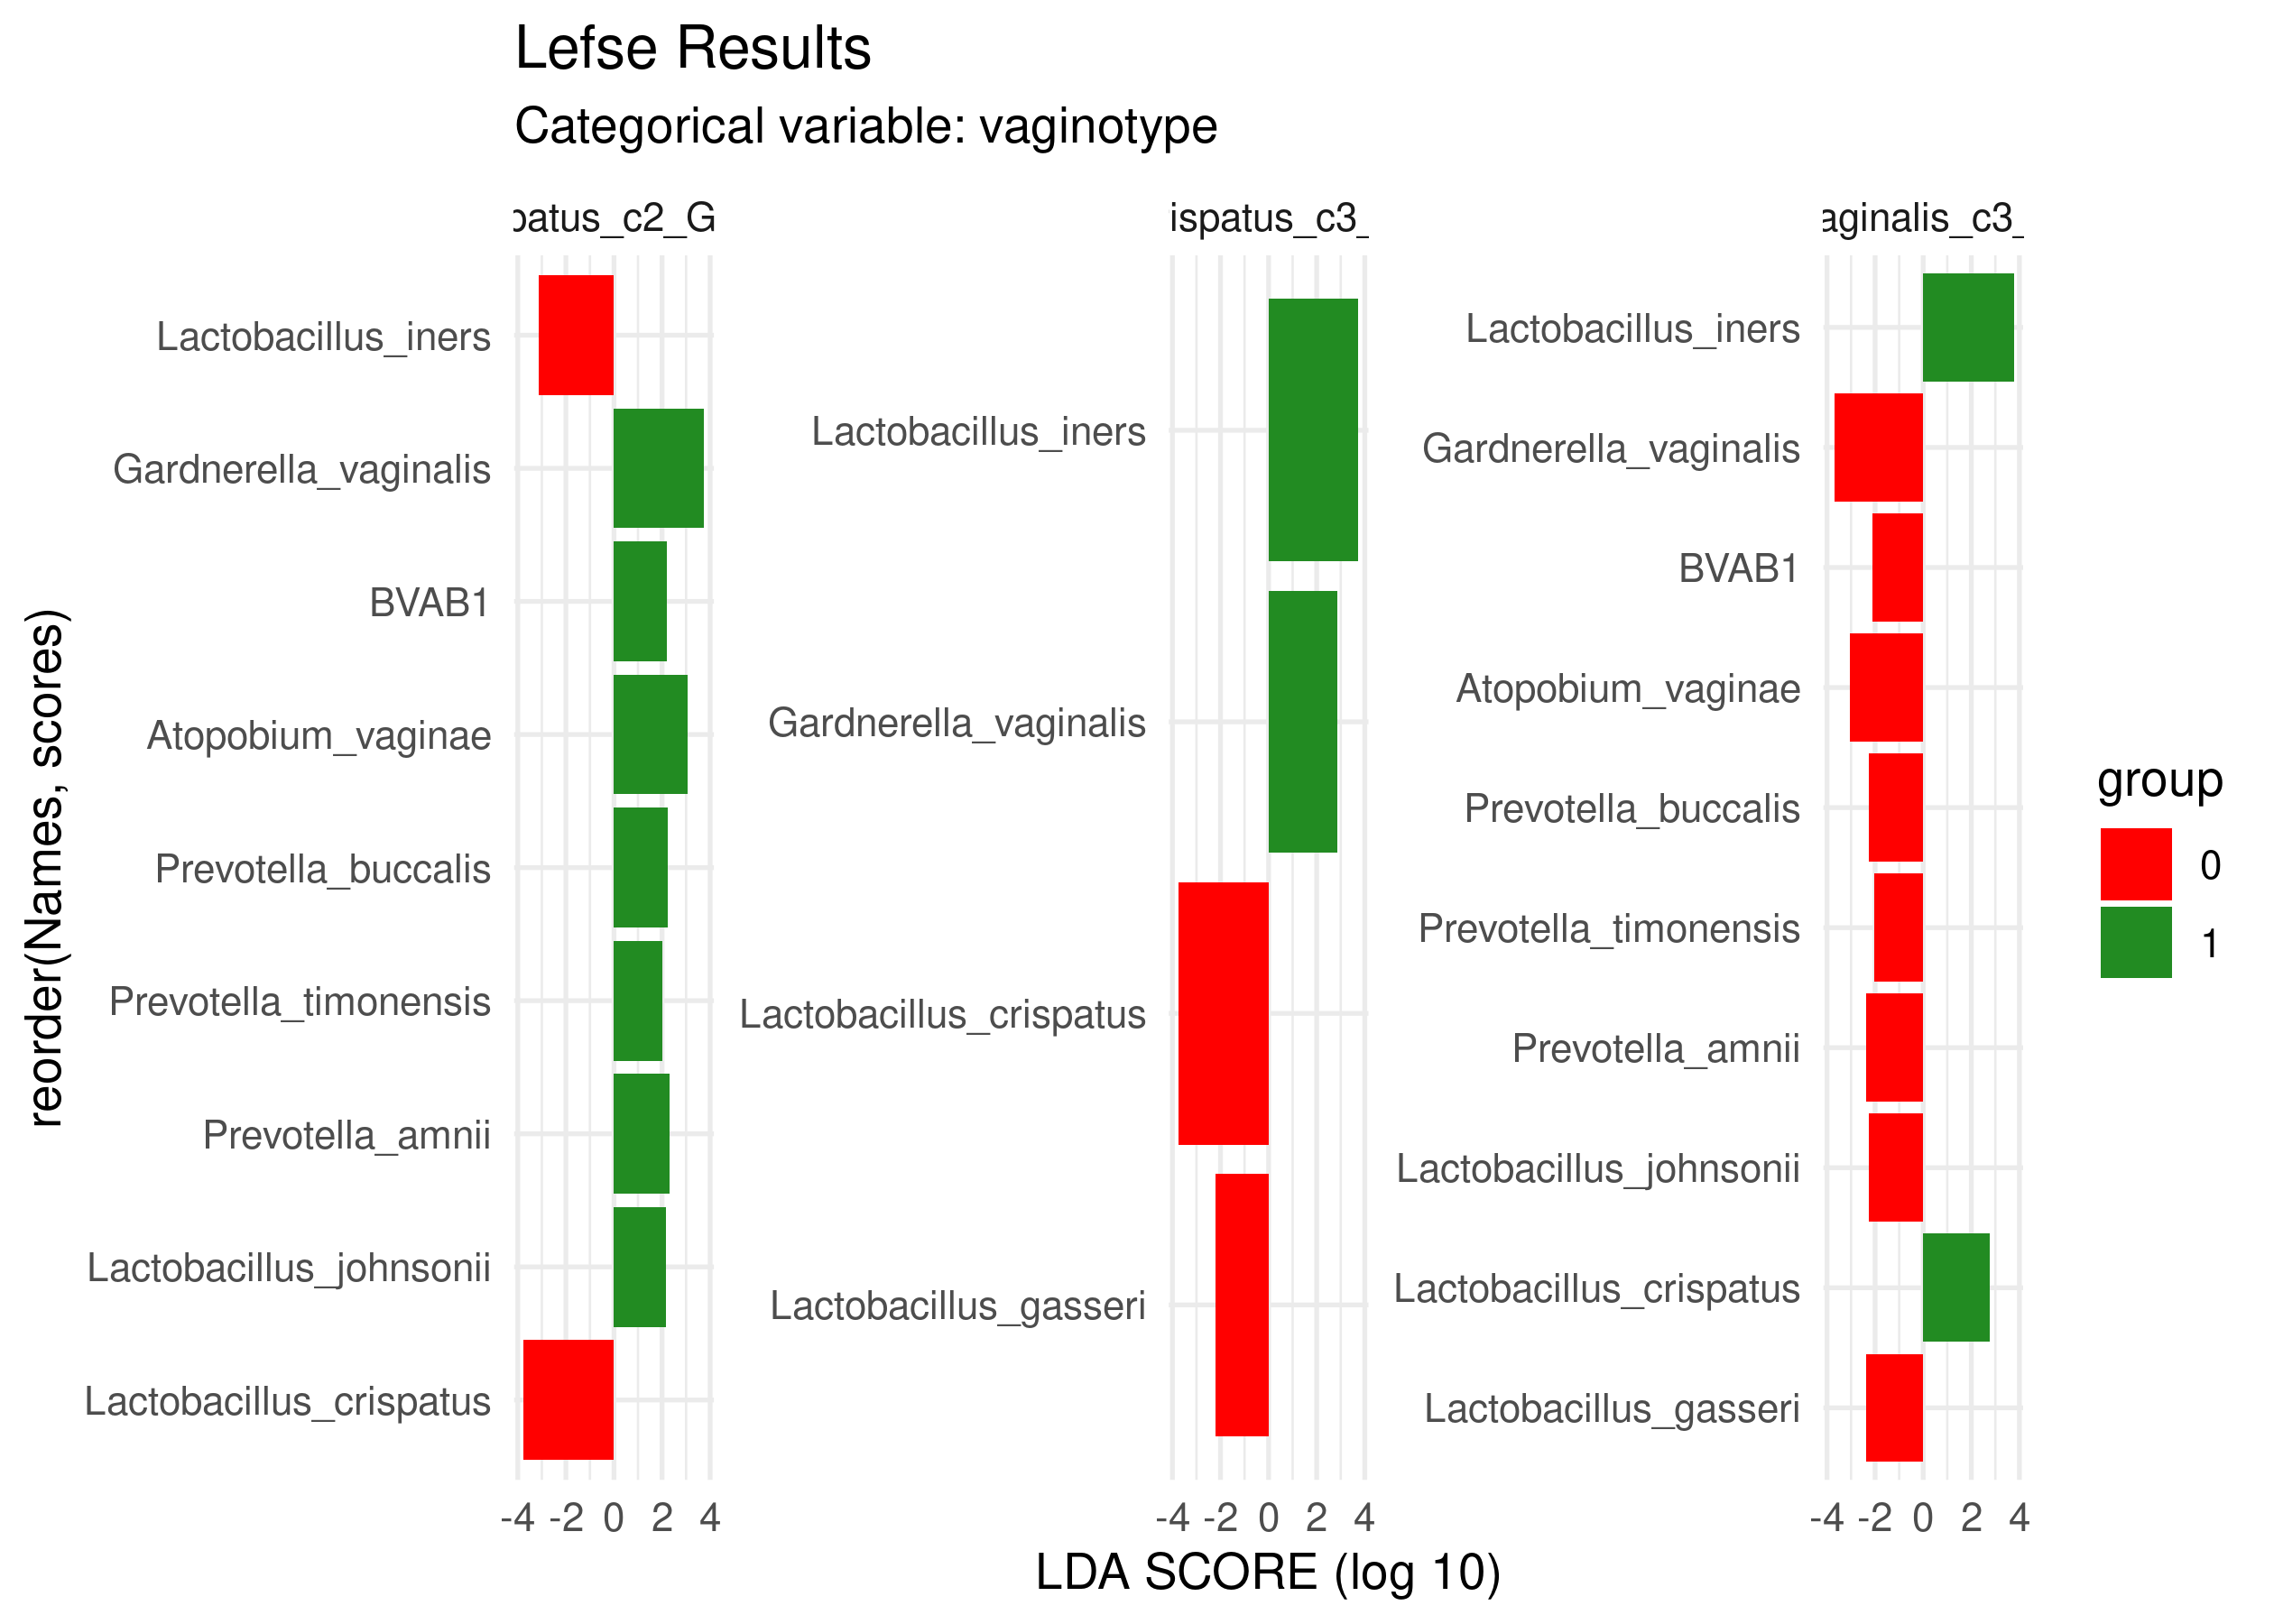 Lefse Results
Categorical variable: vaginotype
patus_c2_G
ispatus_c3_
aginalis_c3_
reorder(Names, scores)
Lactobacillus_iners
Gardnerella_vaginalis
BVAB1
Atopobium_vaginae
Prevotella_buccalis
Prevotella_timonensis
Prevotella_amnii
Lactobacillus_johnsonii
Lactobacillus_crispatus
-4 -2 0 2 4
Lactobacillus_iners
Gardnerella_vaginalis
Lactobacillus_crispatus
Lactobacillus_gasseri
-4 -2 0 2 4
Lactobacillus_iners
Gardnerella_vaginalis
BVAB1
Atopobium_vaginae
Prevotella_buccalis
Prevotella_timonensis
Prevotella_amnii
Lactobacillus_johnsonii
Lactobacillus_crispatus
Lactobacillus_gasseri
-4 -2 0 2 4
LDA SCORE (log 10)
group
0
1